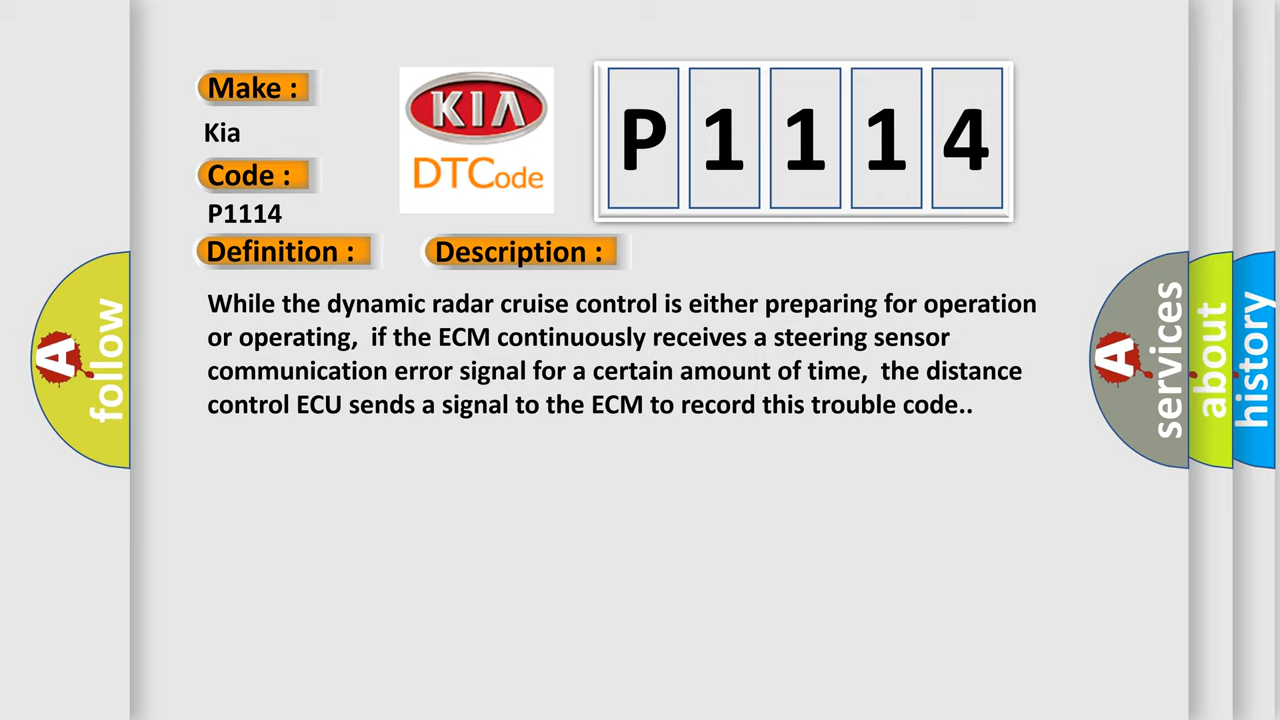 Make :
Kia
Code :
P1114
KIA
DTCode
P 1 1 1 4
Definition :
Description :
While the dynamic radar cruise control is either preparing for operation
or operating,  if the ECM continuously receives a steering sensor
communication error signal for a certain amount of time,  the distance
control ECU sends a signal to the ECM to record this trouble code..
A
follow
A
services
about
history